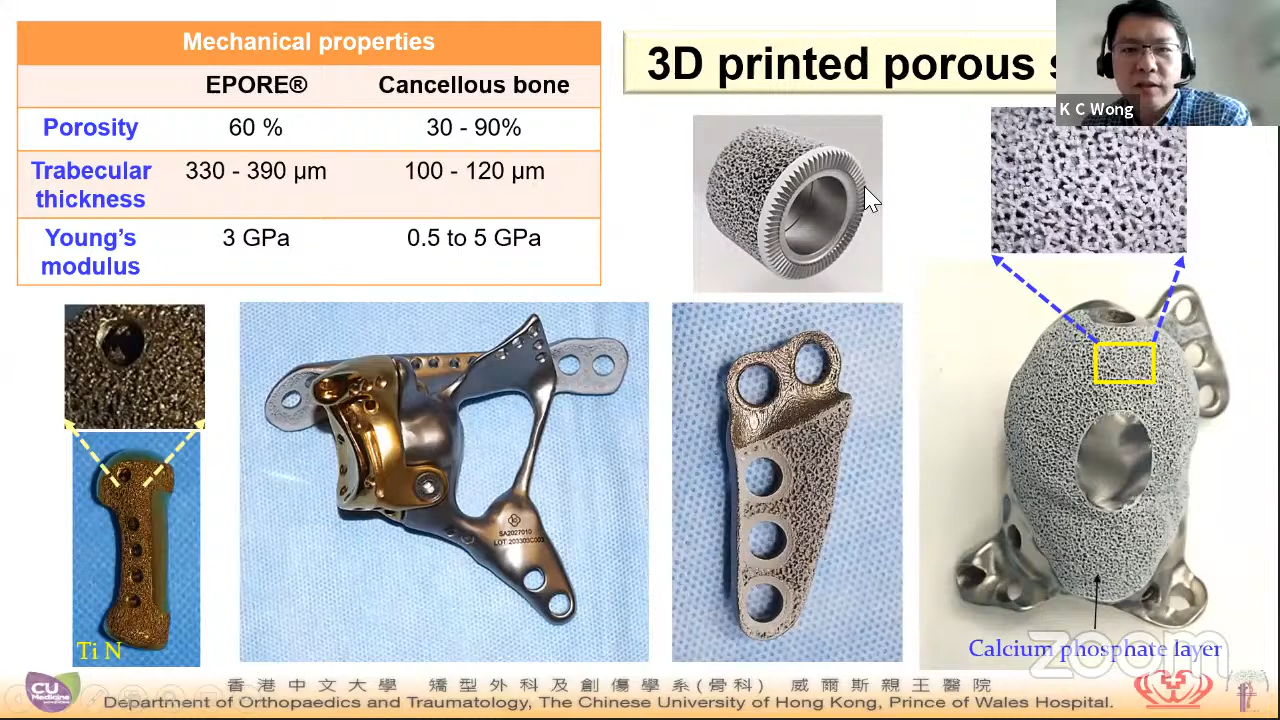 Mechanical properties
EPORE® Cancellous bone
Porosity 60 % 30 - 90%
Trabecular thickness 330 - 390 µm 100 - 120 µm
Young's modulus 3 GPa 0.5 to 5 GPa
3D printed porous
K C Wong
SA2027010
Ti N
Calcium phosphate layer
zoom
CU
Medicine
香港中文大學 矯型外科及創傷學系(骨科) 威爾斯親王醫院
Department of Orthopaedics and Traumatology, The Chinese University of Hong Kong, Prince of Wales Hospital.